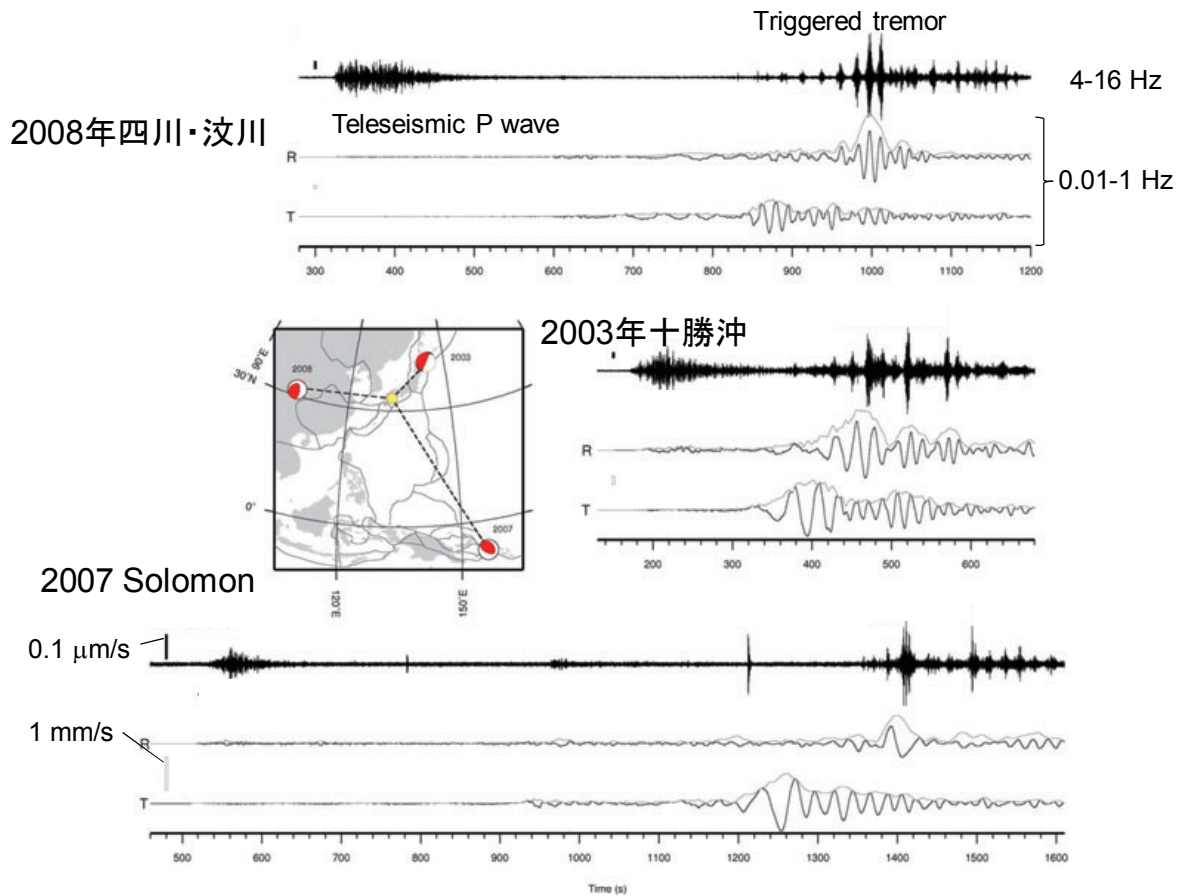 Triggered tremor
4-16 Hz
2008年四川・汶川
Teleseismic P wave
R
0.01-1 Hz
T
300 400 500 600 700 800 900 1000 1100 1200
2003年十勝沖
90˚E
30˚N
2008
2003
0˚
2007
120˚E
150˚E
R
T
200 300 400 500 600
2007 Solomon
0.1 μm/s
1 mm/s
R
T
500 600 700 800 900 1000 1100 1200 1300 1400 1500 1600
Time (s)